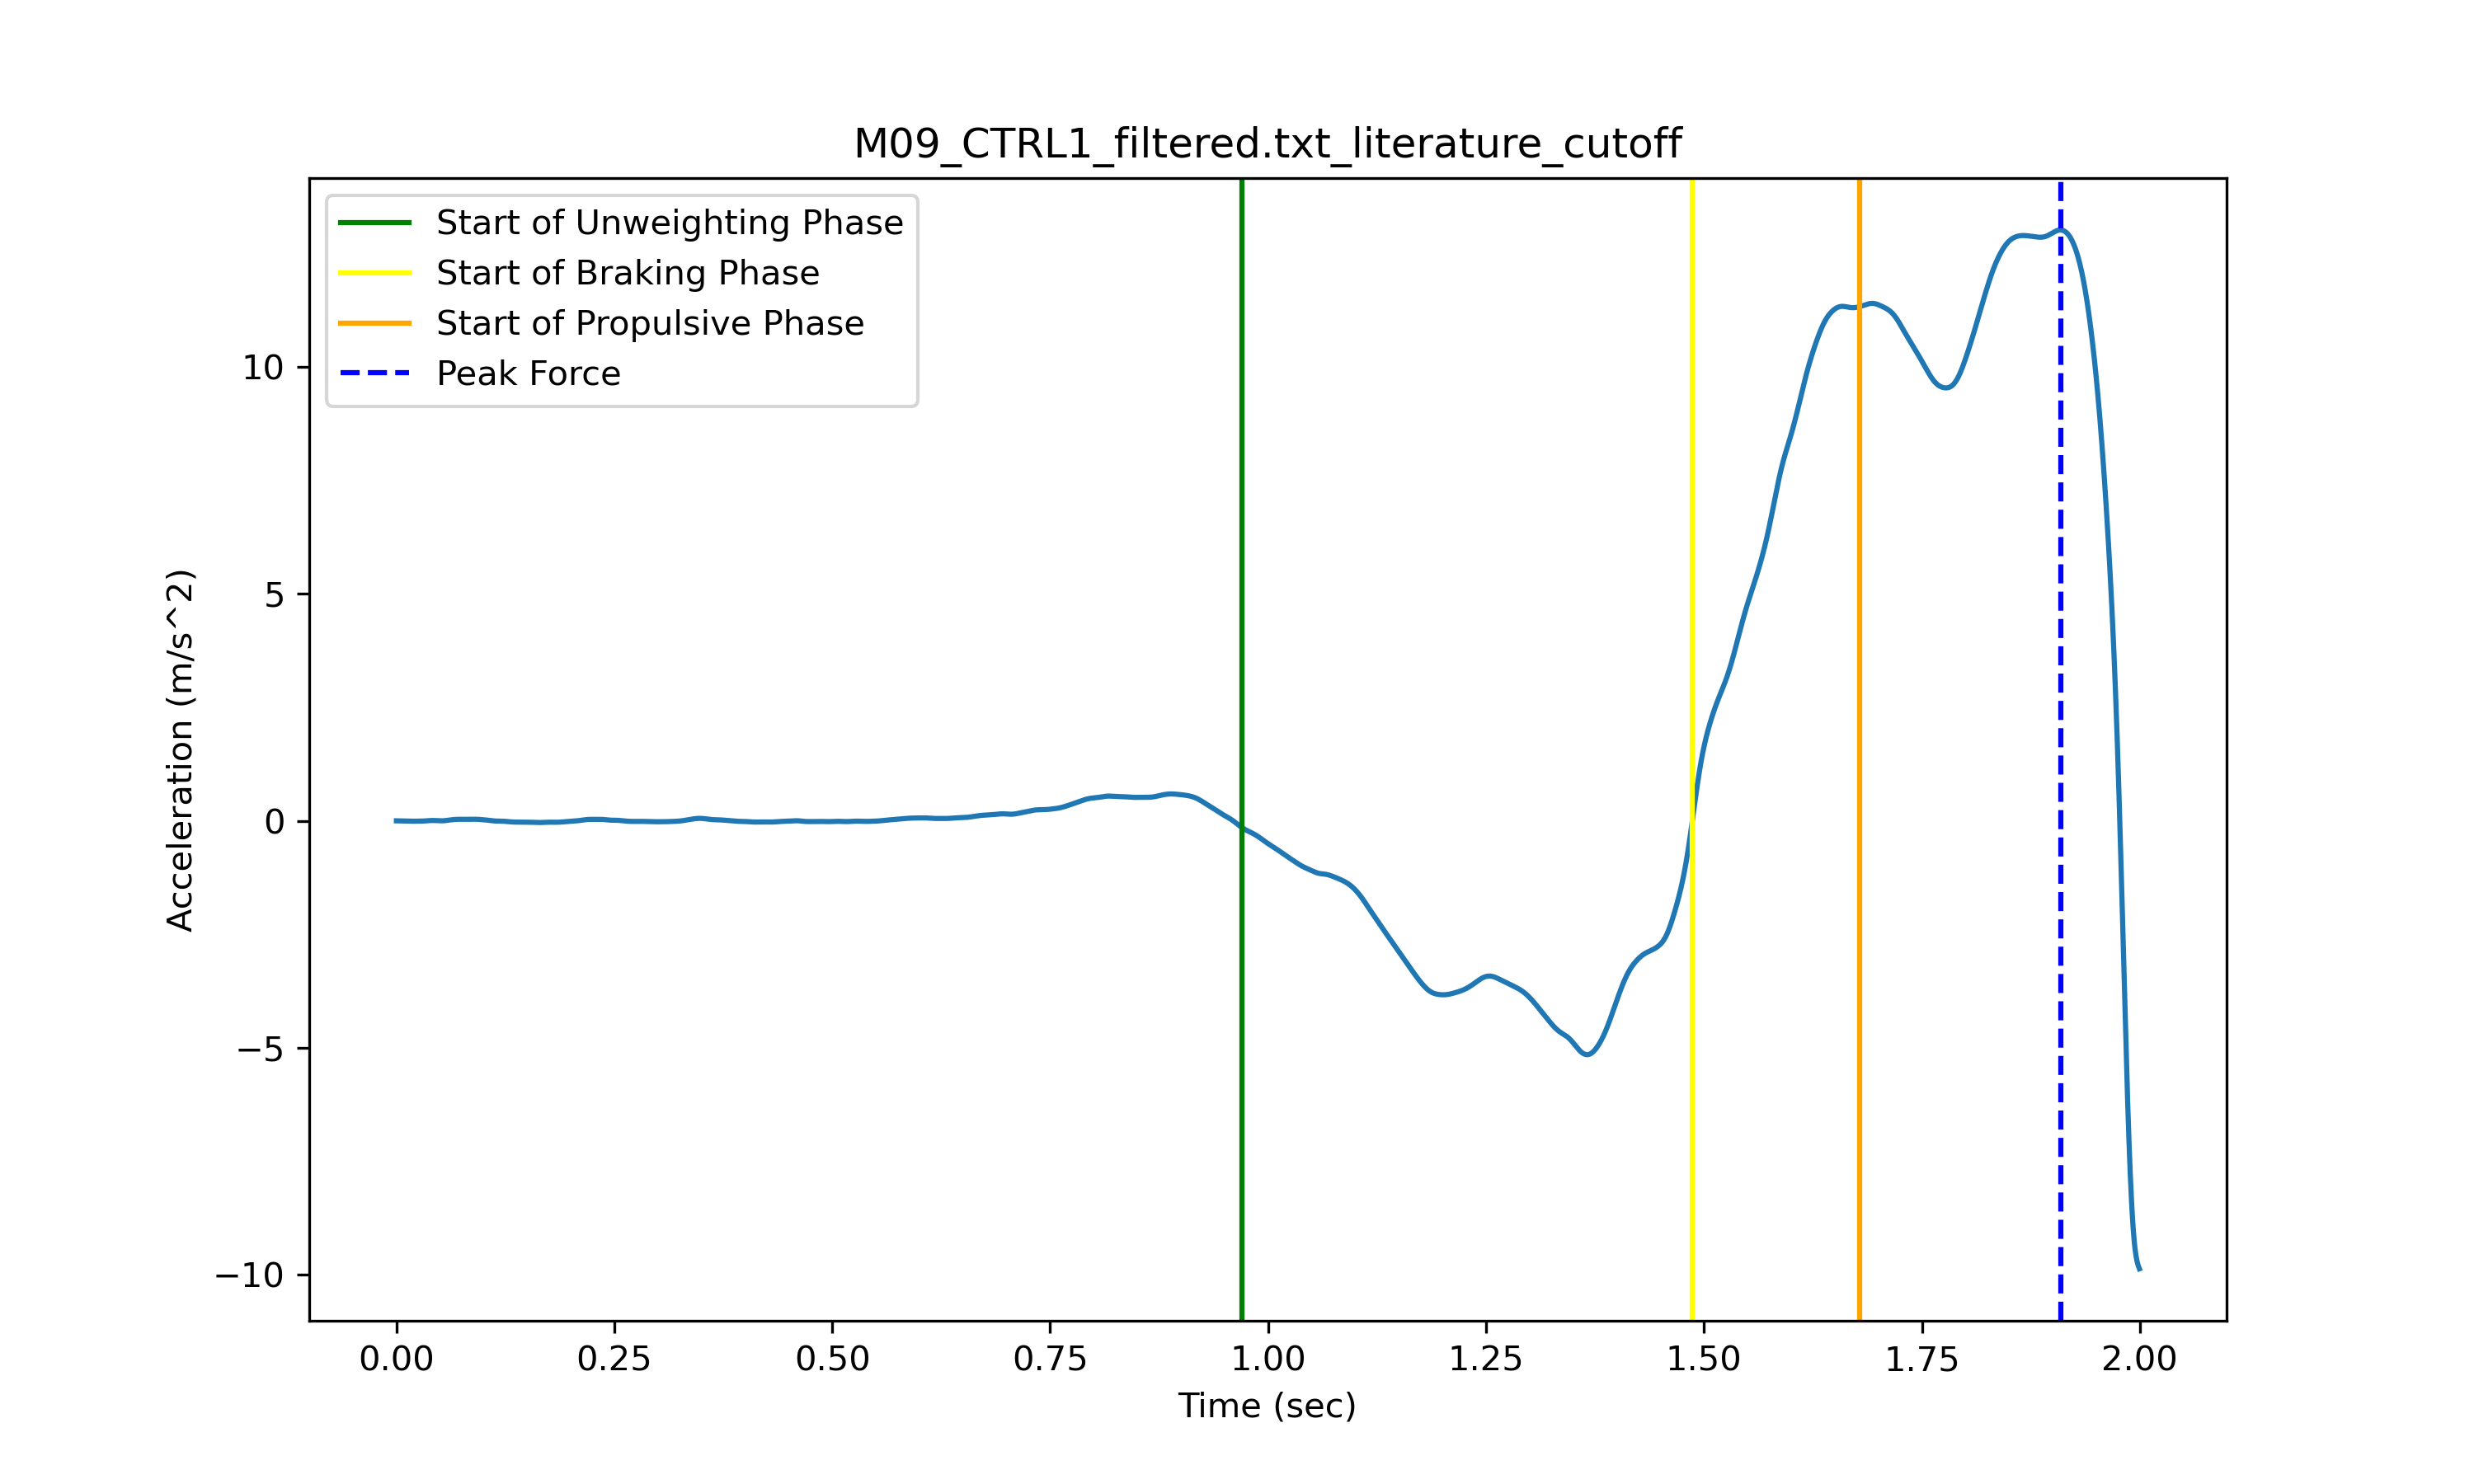 M09_CTRL1_filtered.txt_literature_cutoff
Start of Unweighting Phase
Start of Braking Phase
Start of Propulsive Phase
Peak Force
Acceleration (m/s^2)
10
5
0
−5
−10
0.00 0.25 0.50 0.75 1.00 1.25 1.50 1.75 2.00
Time (sec)